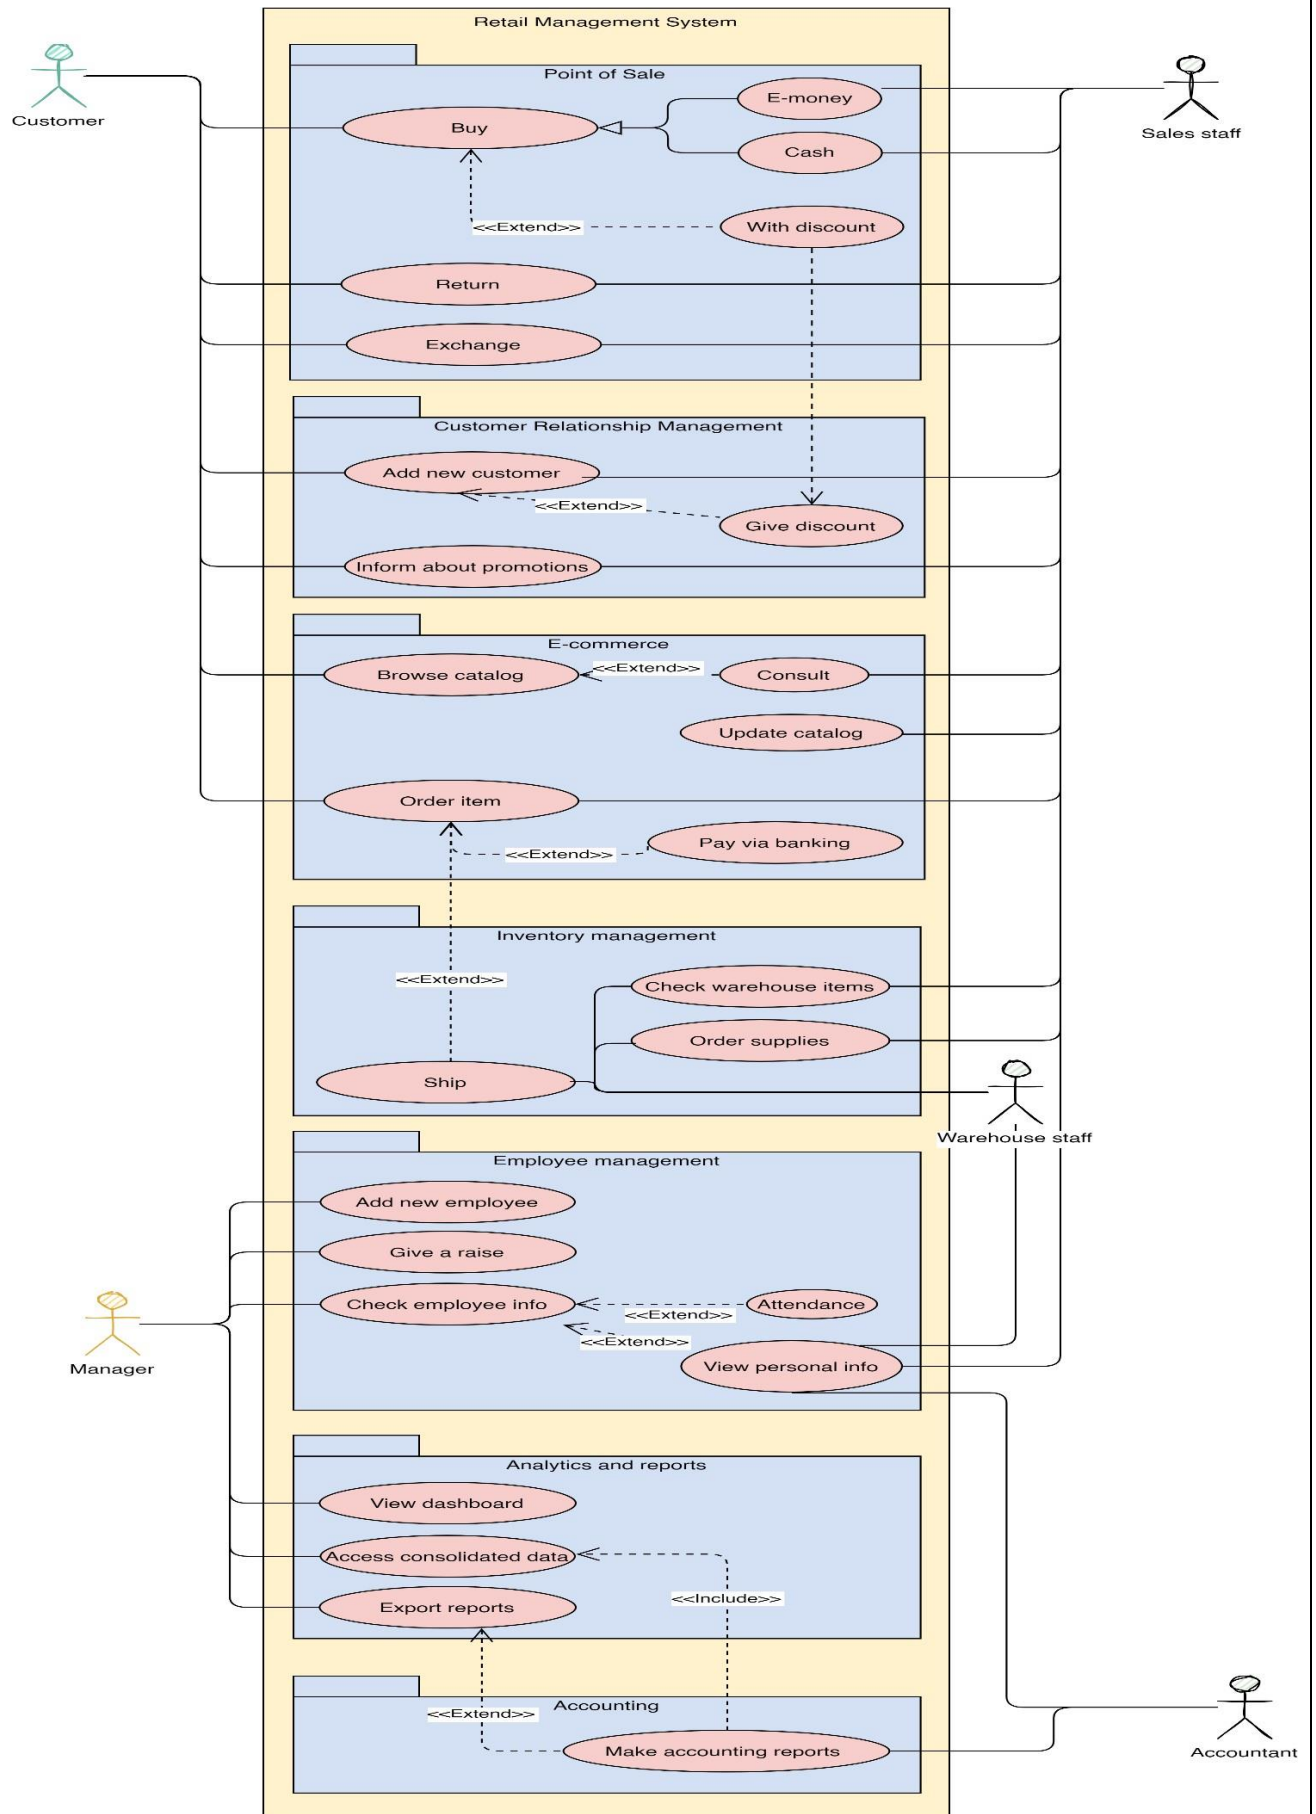 Retail Management System
Customer
Point of Sale
E-money
Sales staff
Buy
Cash
<<Extend>>
With discount
Return
Exchange
Customer Relationship Management
Add new customer
<<Extend>>
Give discount
Inform about promotions
E-commerce
Browse catalog
<<Extend>>
Consult
Update catalog
Order item
Pay via banking
<<Extend>>
Inventory management
<<Extend>>
Check warehouse items
Order supplies
Ship
Warehouse staff
Employee management
Add new employee
Give a raise
Check employee info
Attendance
<<Extend>>
<<Extend>>
View personal info
Manager
Analytics and reports
View dashboard
Access consolidated data
<<Include>>
Export reports
Accounting
<<Extend>>
Make accounting reports
Accountant